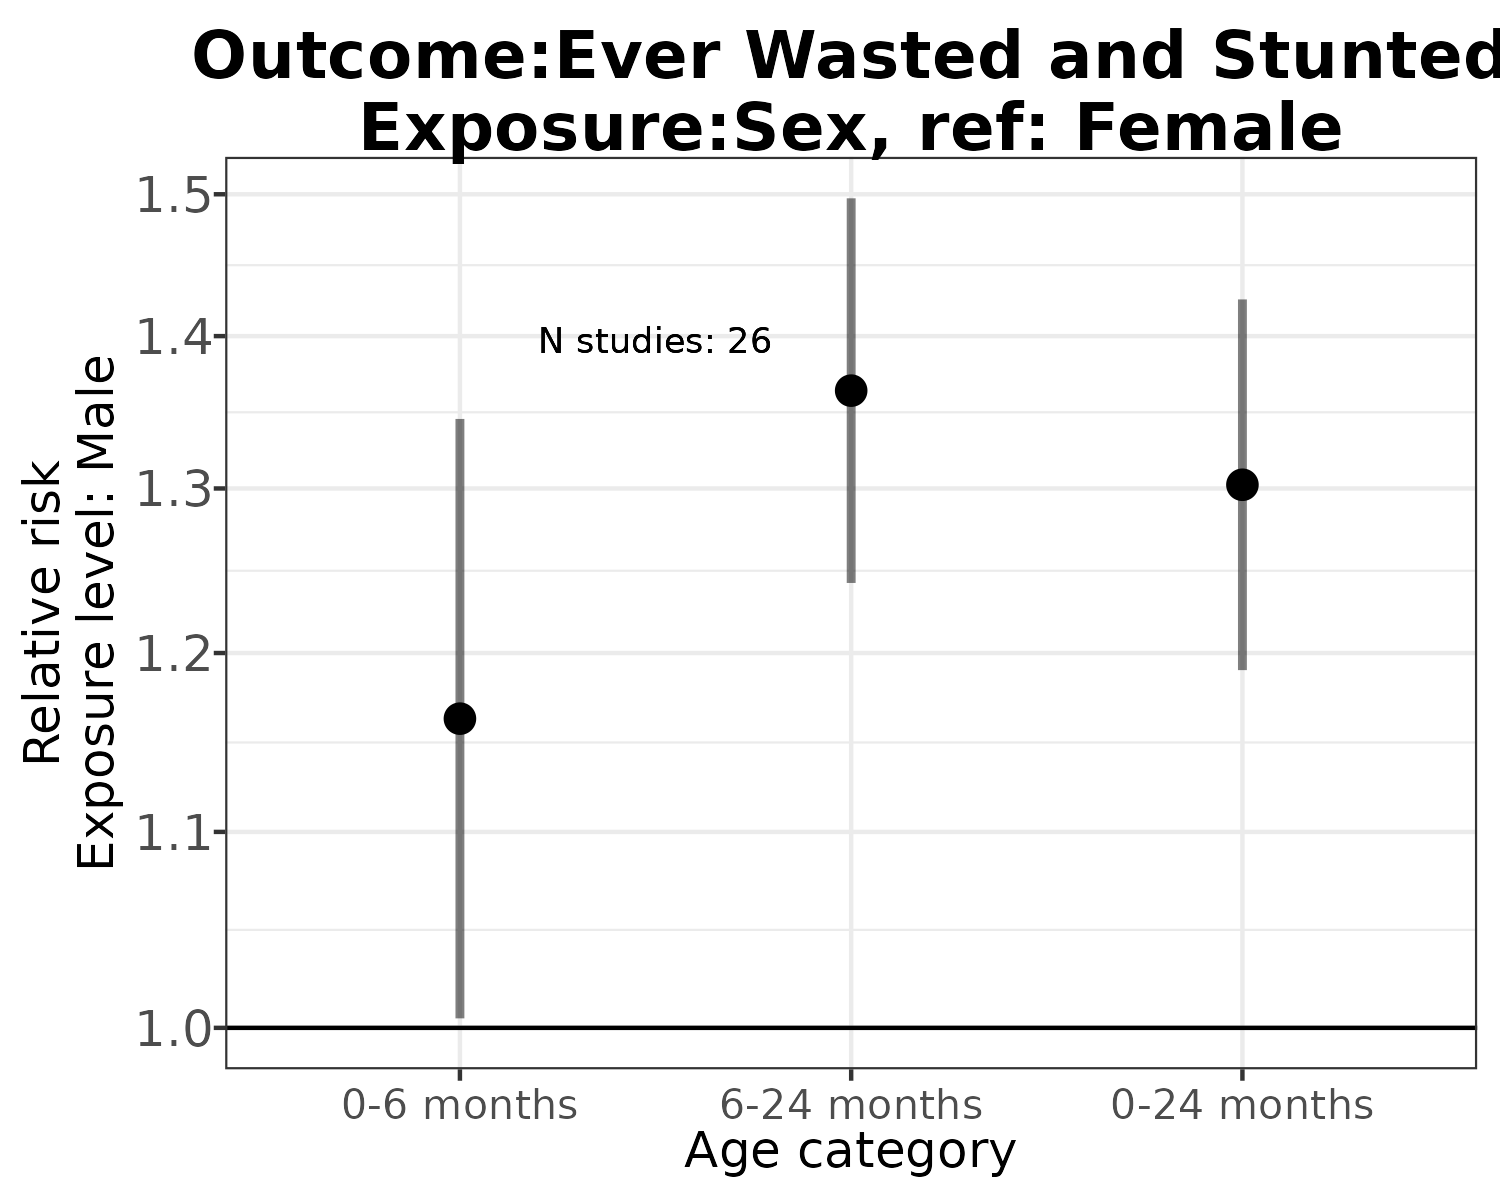 Outcome:Ever Wasted and Stunted
Exposure:Sex, ref: Female
Relative risk
Exposure level: Male
1.5
1.4
1.3
1.2
1.1
1.0
N studies: 26
0-6 months
6-24 months
0-24 months
Age category